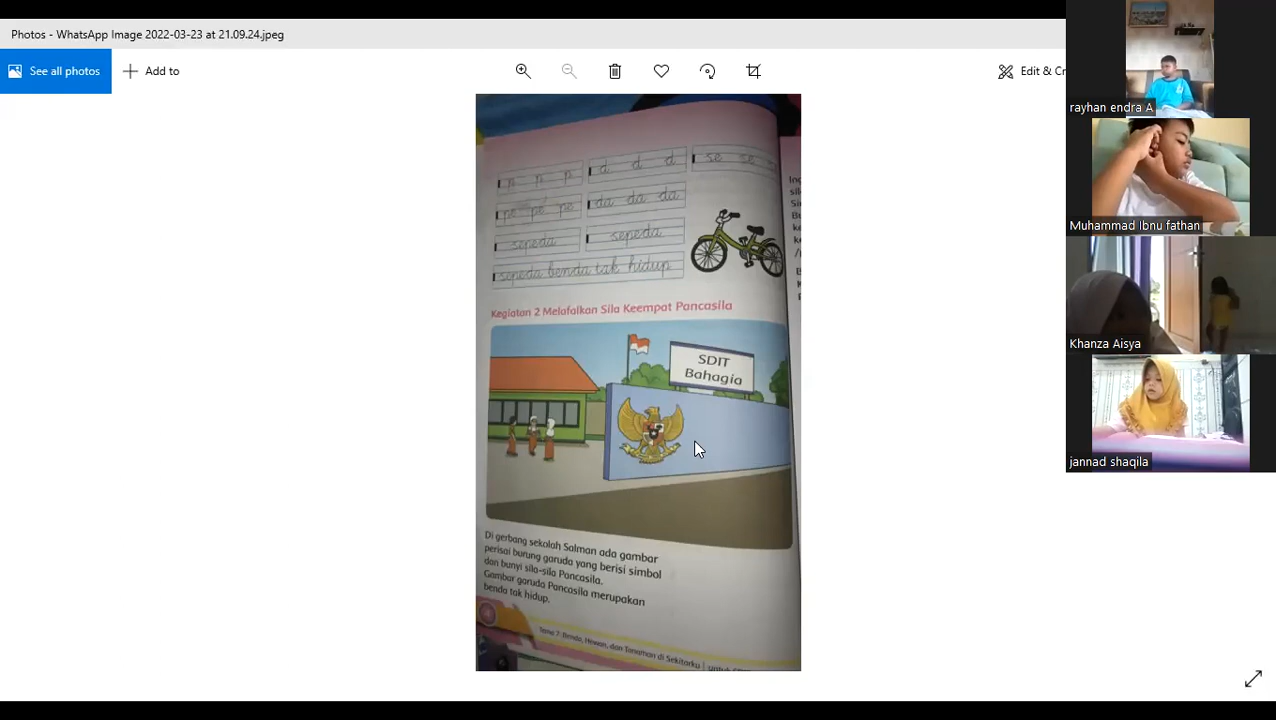 Photos - WhatsApp Image 2022-03-23 at 21.09.24.jpeg
See all photos
Add to
Edit & Cr
p p p
d d d
se se
pe pe pe
da da da
sepeda
sepeda
sepeda benda tak hidup
Kegiatan 2 Melafalkan Sila Keempat Pancasila
SDIT
Bahagia
Di gerbang sekolah Salman ada gambar
perisai burung garuda yang berisi simbol
dan bunyi sila-sila Pancasila.
Gambar garuda Pancasila merupakan
benda tak hidup.
Tema 7 Benda, Hewan, dan Tanaman di Sekitarku
rayhan endra A
Muhammad Ibnu fathan
Khanza Aisya
jannad shaqila